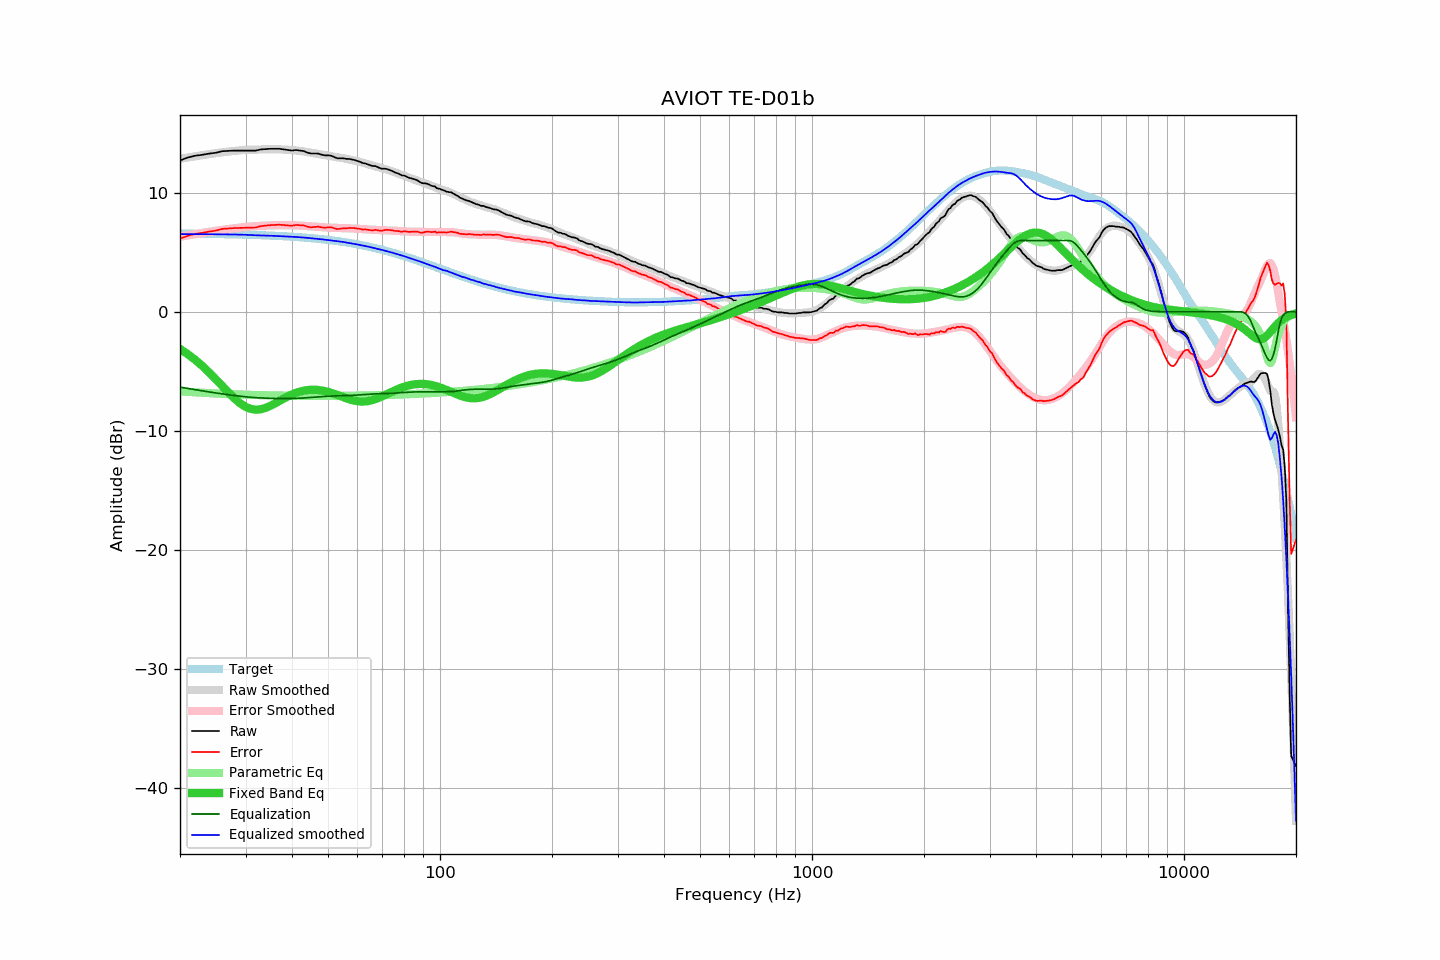 AVIOT TE-D01b
Amplitude (dBr)
10
0
−10
−20
−30
−40
Target
Raw Smoothed
Error Smoothed
Raw
Error
Parametric Eq
Fixed Band Eq
Equalization
Equalized smoothed
100
1000
10000
Frequency (Hz)